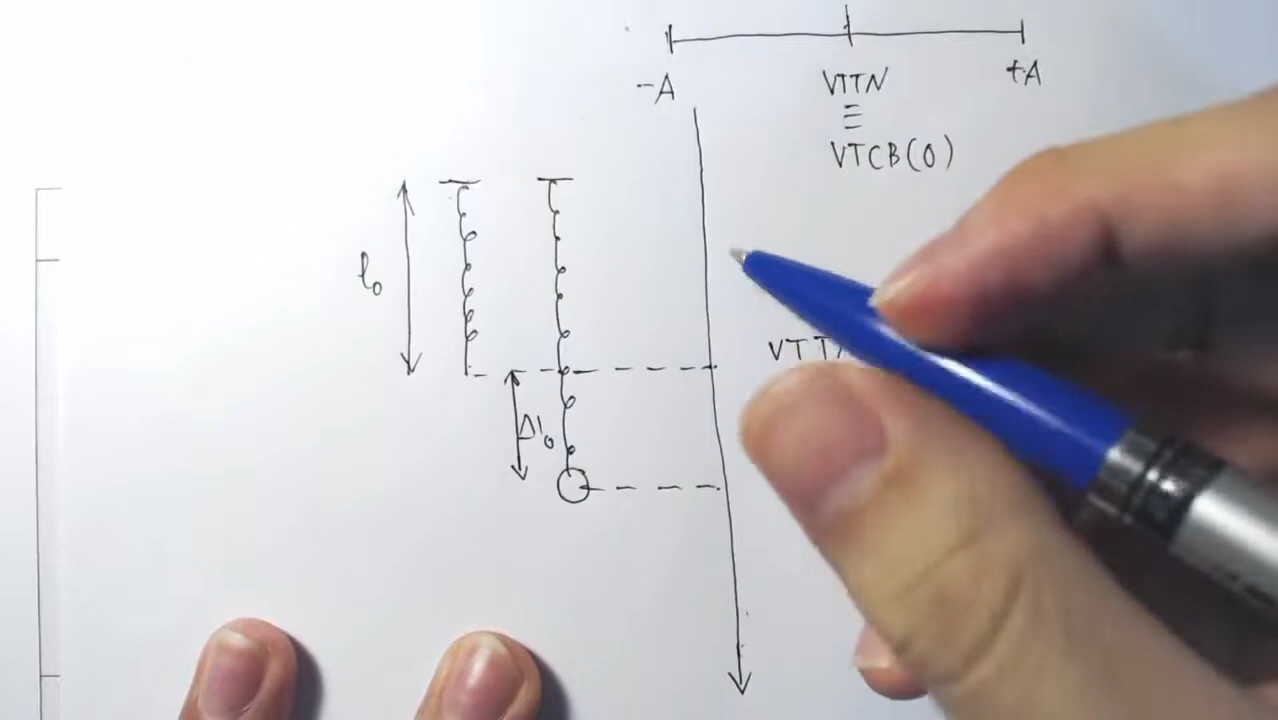 -A
VTTN
+A
≡
VTCB(O)
l₀
Δl₀